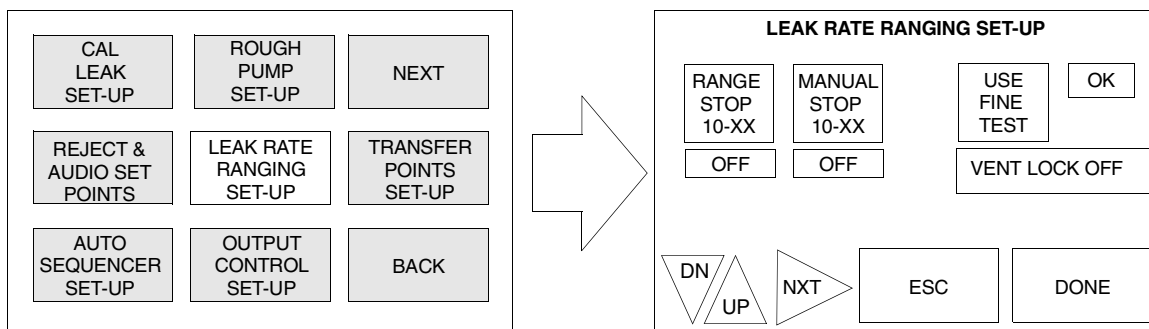 CAL
LEAK
SET-UP
ROUGH
PUMP
SET-UP
NEXT
REJECT &
AUDIO SET
POINTS
LEAK RATE
RANGING
SET-UP
TRANSFER
POINTS
SET-UP
AUTO
SEQUENCER
SET-UP
OUTPUT
CONTROL
SET-UP
BACK
LEAK RATE RANGING SET-UP
RANGE
STOP
10-XX
MANUAL
STOP
10-XX
USE
FINE
TEST
OK
OFF
OFF
VENT LOCK OFF
DN
UP
NXT
ESC
DONE